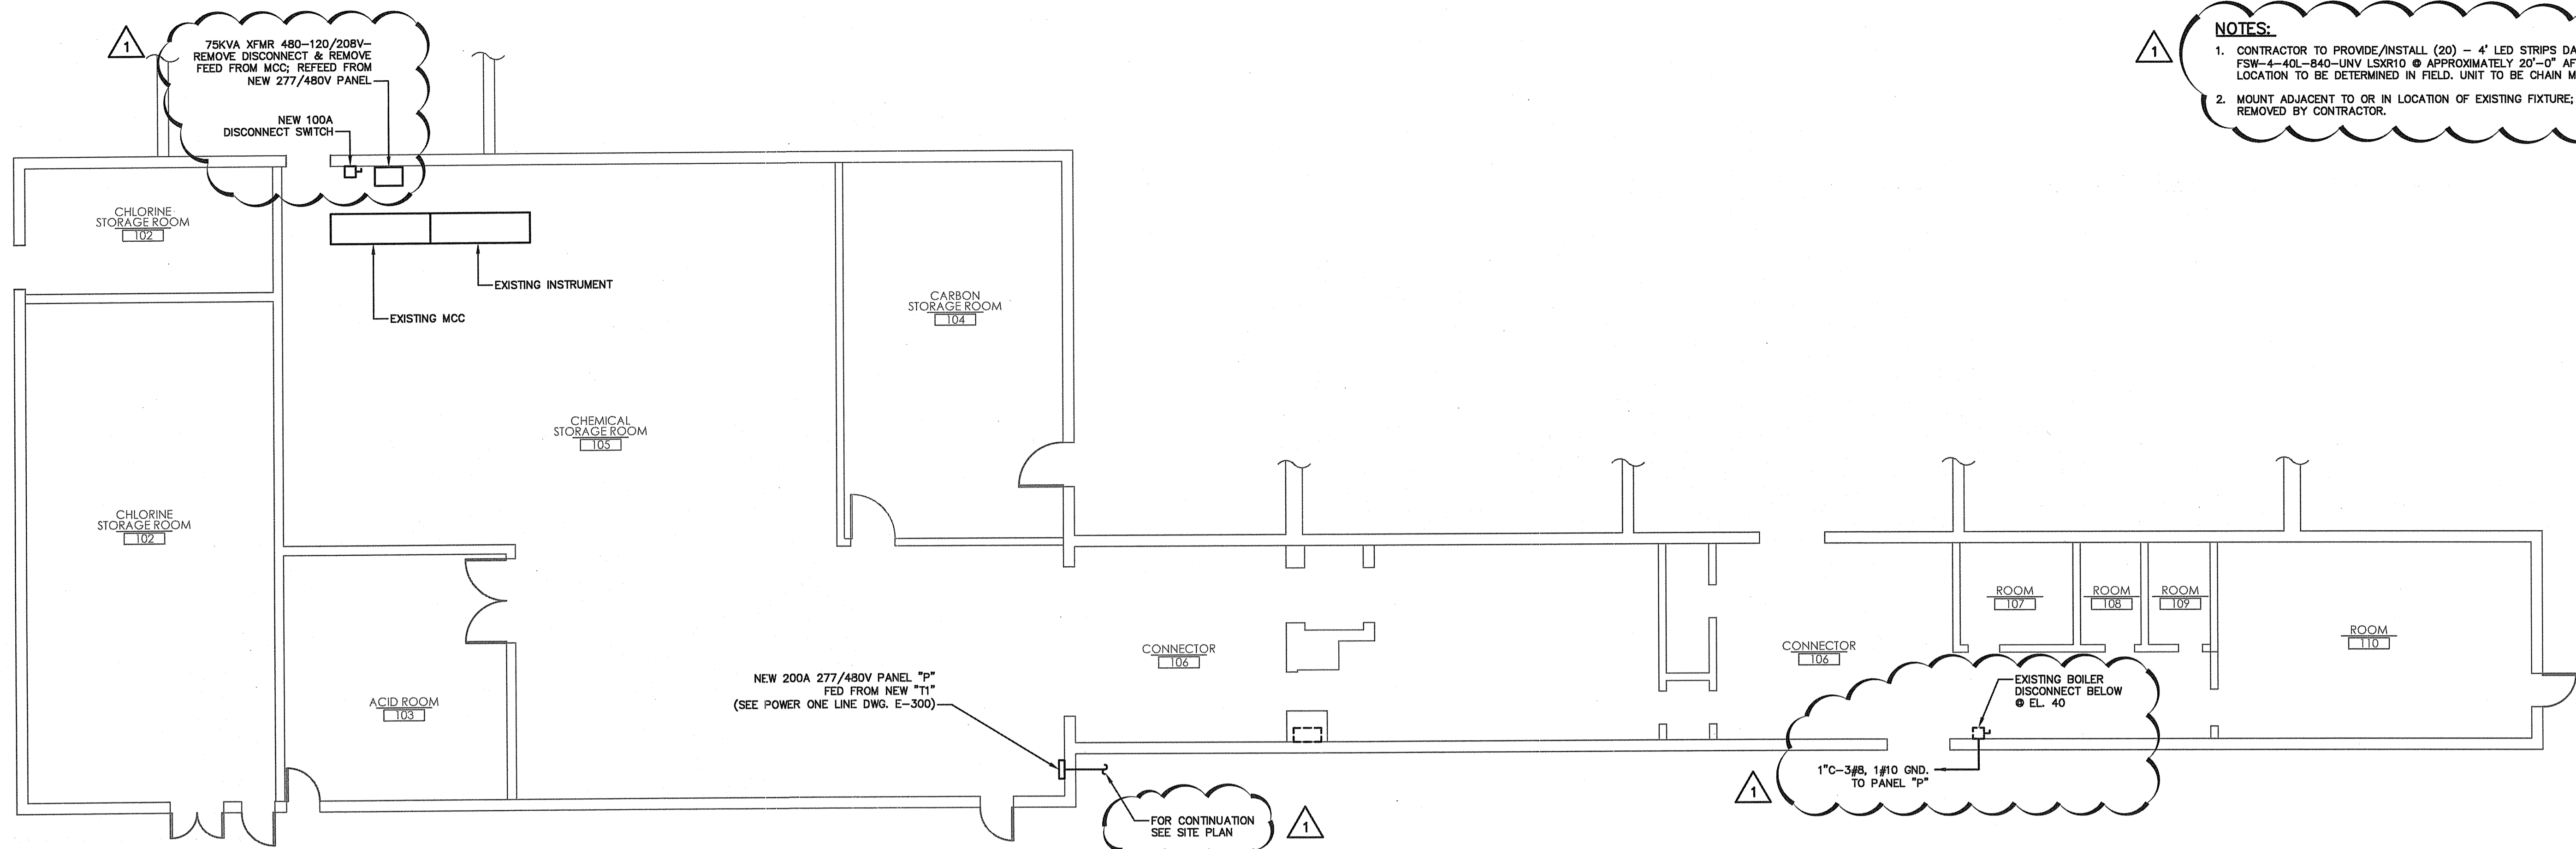 1
75KVA XFMR 480-120/208V-
REMOVE DISCONNECT & REMOVE
FEED FROM MCC; REFEED FROM
NEW 277/480V PANEL
NEW 100A
DISCONNECT SWITCH
1
NOTES:
1. CONTRACTOR TO PROVIDE/INSTALL (20) - 4' LED STRIPS DA
FSW-4-40L-840-UNV LSXR10 @ APPROXIMATELY 20'-0" AF
LOCATION TO BE DETERMINED IN FIELD. UNIT TO BE CHAIN M
2. MOUNT ADJACENT TO OR IN LOCATION OF EXISTING FIXTURE;
REMOVED BY CONTRACTOR.
CHLORINE
STORAGE ROOM
102
EXISTING INSTRUMENT
EXISTING MCC
CARBON
STORAGE ROOM
104
CHEMICAL
STORAGE ROOM
105
CHLORINE
STORAGE ROOM
102
ACID ROOM
103
NEW 200A 277/480V PANEL "P"
FED FROM NEW "T1"
(SEE POWER ONE LINE DWG. E-300)
CONNECTOR
106
CONNECTOR
106
ROOM
107
ROOM
108
ROOM
109
ROOM
110
EXISTING BOILER
DISCONNECT BELOW
@ EL. 40
1"C-3#8, 1#10 GND.
TO PANEL "P"
1
FOR CONTINUATION
SEE SITE PLAN
1